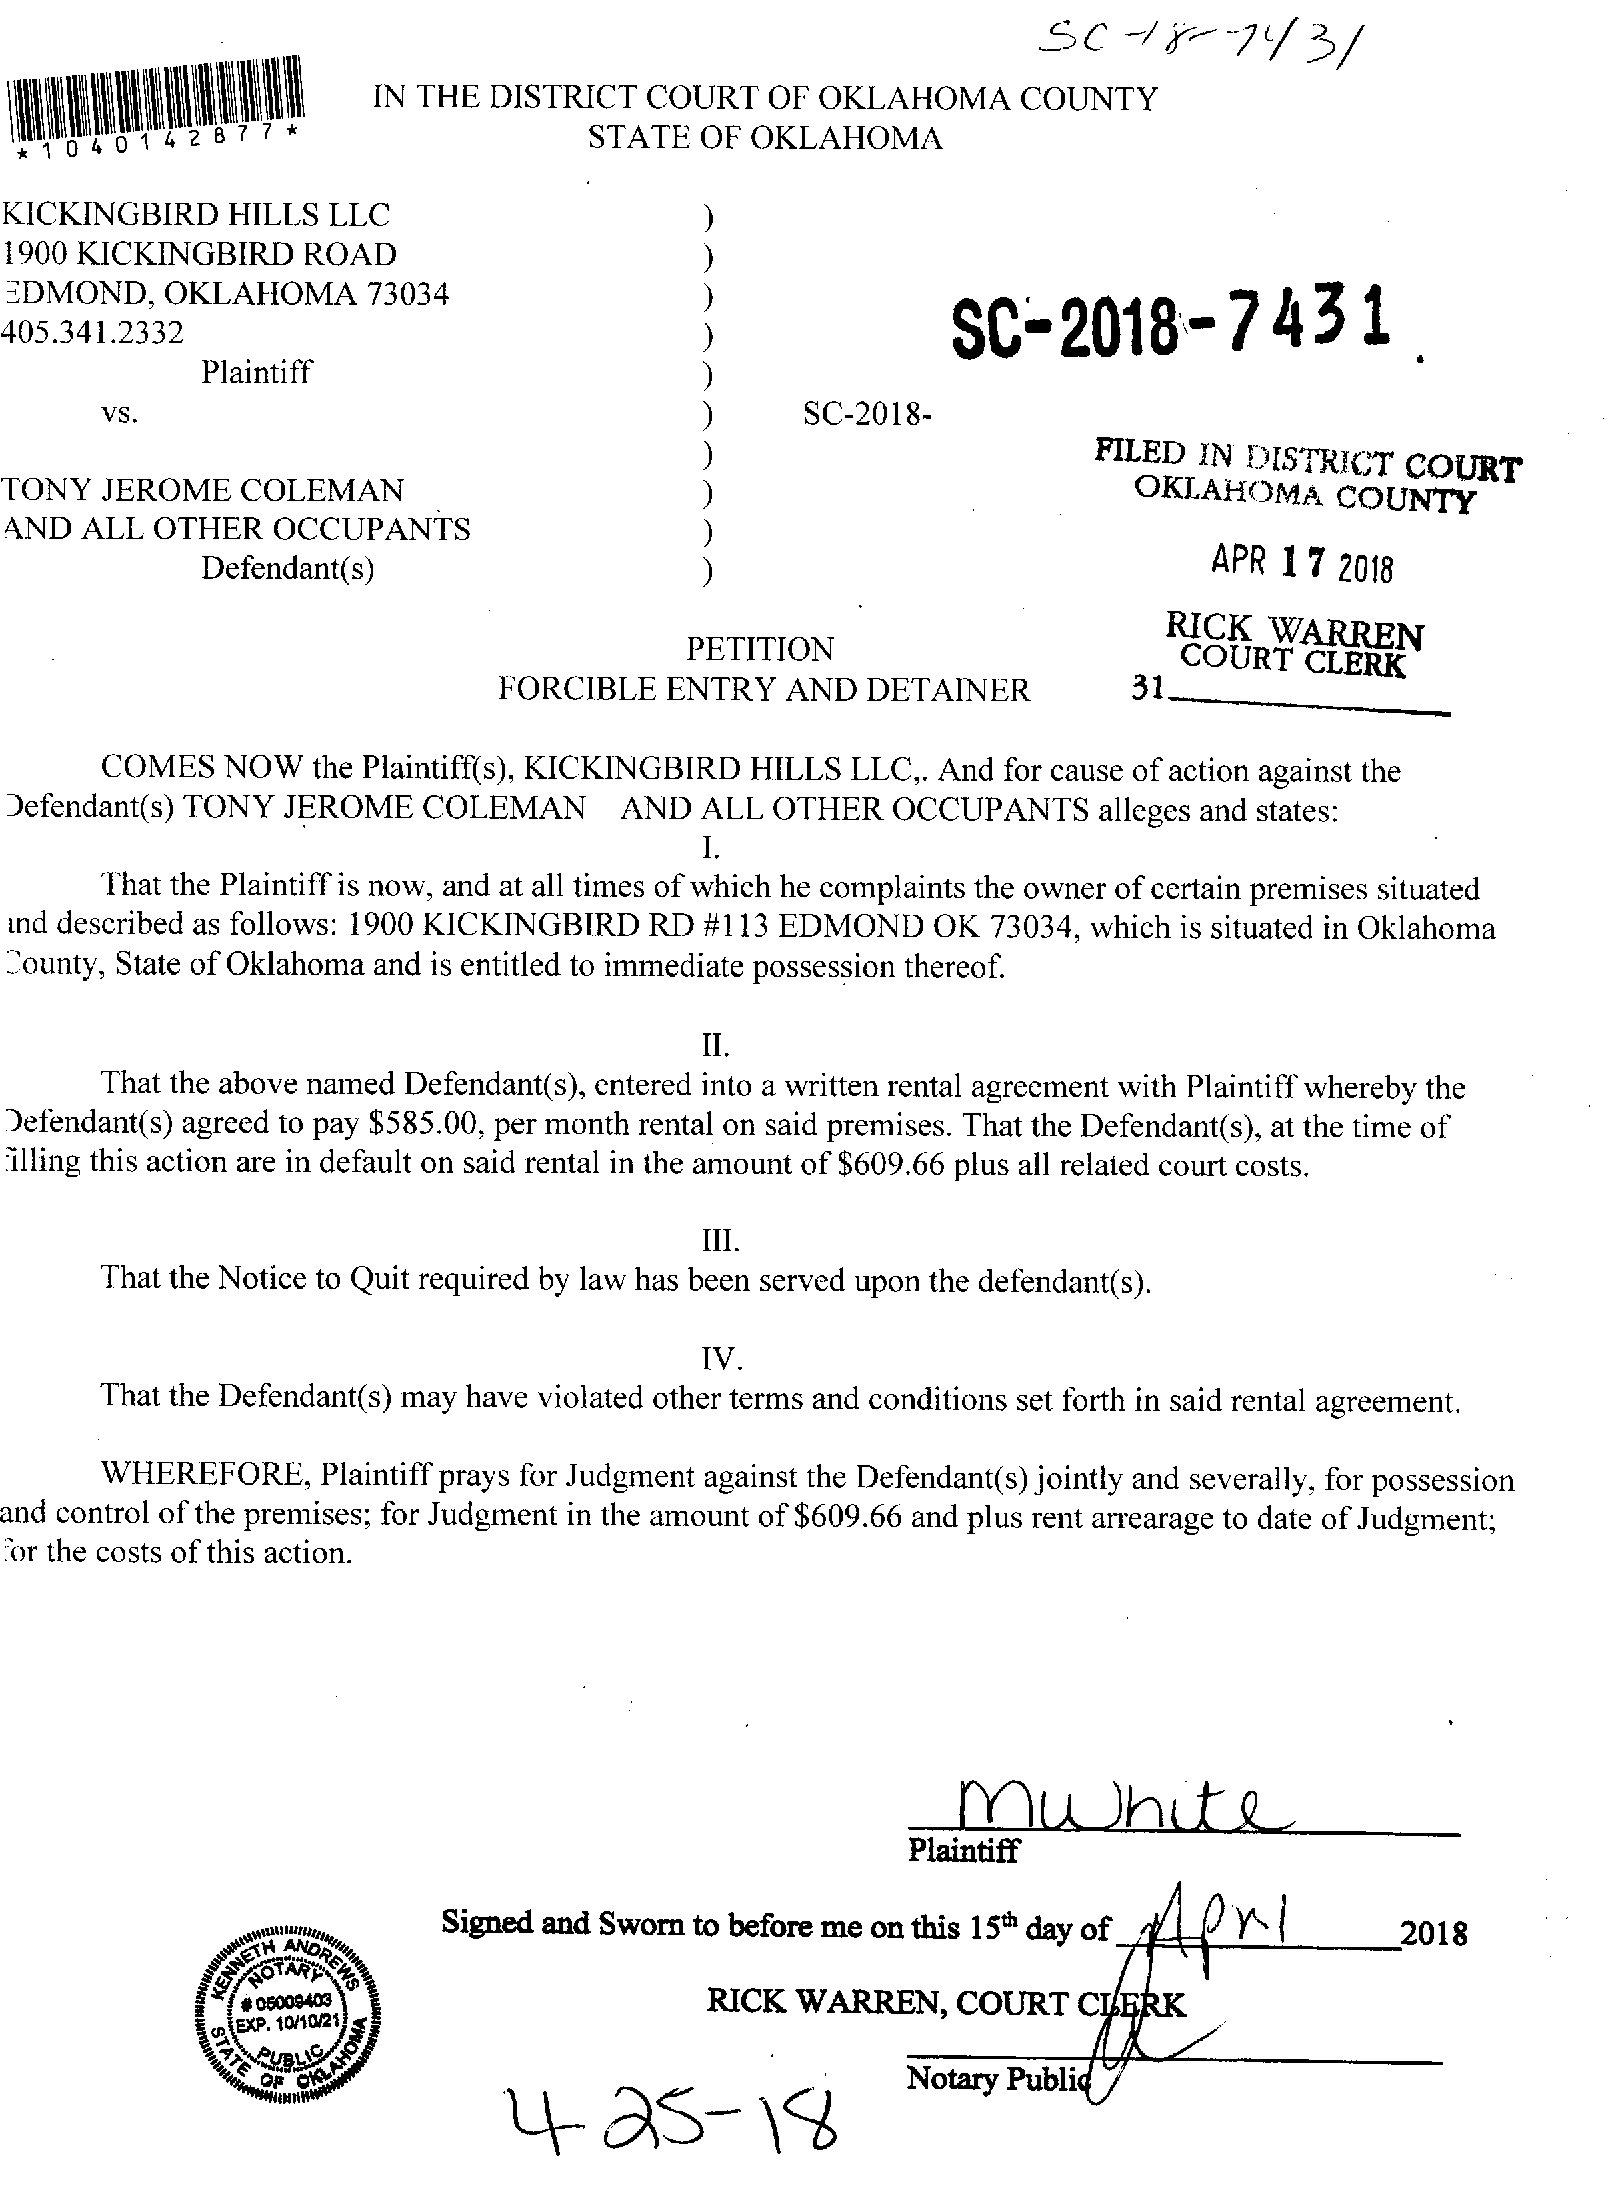 SC-18-7431
*1040142877*
IN THE DISTRICT COURT OF OKLAHOMA COUNTY
STATE OF OKLAHOMA
KICKINGBIRD HILLS LLC )
1900 KICKINGBIRD ROAD )
EDMOND, OKLAHOMA 73034 )
405.341.2332 )
SC-2018-7431
Plaintiff )
vs. ) SC-2018-
)
FILED IN DISTRICT COURT
OKLAHOMA COUNTY
TONY JEROME COLEMAN )
AND ALL OTHER OCCUPANTS )
Defendant(s) )
APR 17 2018
RICK WARREN
COURT CLERK
31
PETITION
FORCIBLE ENTRY AND DETAINER
COMES NOW the Plaintiff(s), KICKINGBIRD HILLS LLC,. And for cause of action against the
Defendant(s) TONY JEROME COLEMAN AND ALL OTHER OCCUPANTS alleges and states:
I.
That the Plaintiff is now, and at all times of which he complaints the owner of certain premises situated
and described as follows: 1900 KICKINGBIRD RD #113 EDMOND OK 73034, which is situated in Oklahoma
County, State of Oklahoma and is entitled to immediate possession thereof.
II.
That the above named Defendant(s), entered into a written rental agreement with Plaintiff whereby the
Defendant(s) agreed to pay $585.00, per month rental on said premises. That the Defendant(s), at the time of
filling this action are in default on said rental in the amount of $609.66 plus all related court costs.
III.
That the Notice to Quit required by law has been served upon the defendant(s).
IV.
That the Defendant(s) may have violated other terms and conditions set forth in said rental agreement.
WHEREFORE, Plaintiff prays for Judgment against the Defendant(s) jointly and severally, for possession
and control of the premises; for Judgment in the amount of $609.66 and plus rent arrearage to date of Judgment;
for the costs of this action.
MWhite
Plaintiff
Signed and Sworn to before me on this 15th day of April 2018
RICK WARREN, COURT CLERK
Notary Public
KENNETH ANDREWS
NOTARY
# 05009403
EXP. 10/10/21
PUBLIC
STATE OF OKLAHOMA
4-25-18